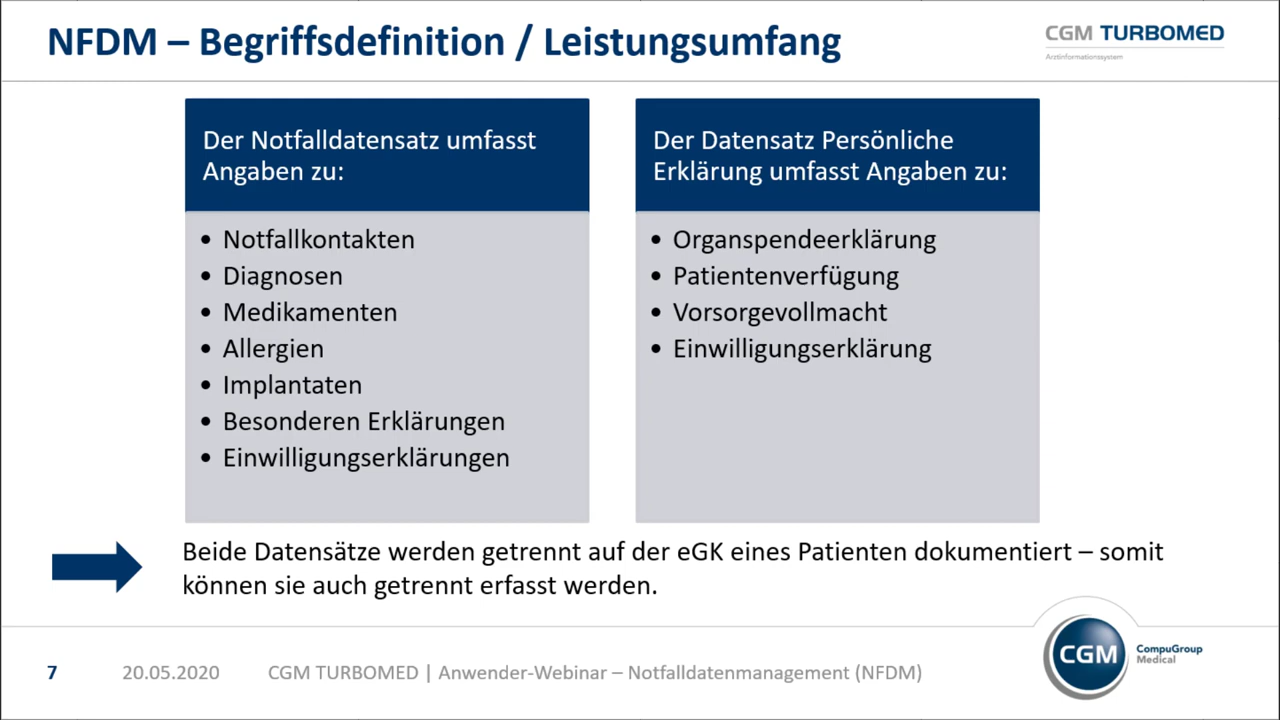 NFDM – Begriffsdefinition / Leistungsumfang
CGM TURBOMED
Arztinformationssystem
Der Notfalldatensatz umfasst
Angaben zu:
• Notfallkontakten
• Diagnosen
• Medikamenten
• Allergien
• Implantaten
• Besonderen Erklärungen
• Einwilligungserklärungen
Der Datensatz Persönliche
Erklärung umfasst Angaben zu:
• Organspendeerklärung
• Patientenverfügung
• Vorsorgevollmacht
• Einwilligungserklärung
Beide Datensätze werden getrennt auf der eGK eines Patienten dokumentiert – somit
können sie auch getrennt erfasst werden.
7
20.05.2020
CGM TURBOMED | Anwender-Webinar – Notfalldatenmanagement (NFDM)
CGM
CompuGroup
Medical